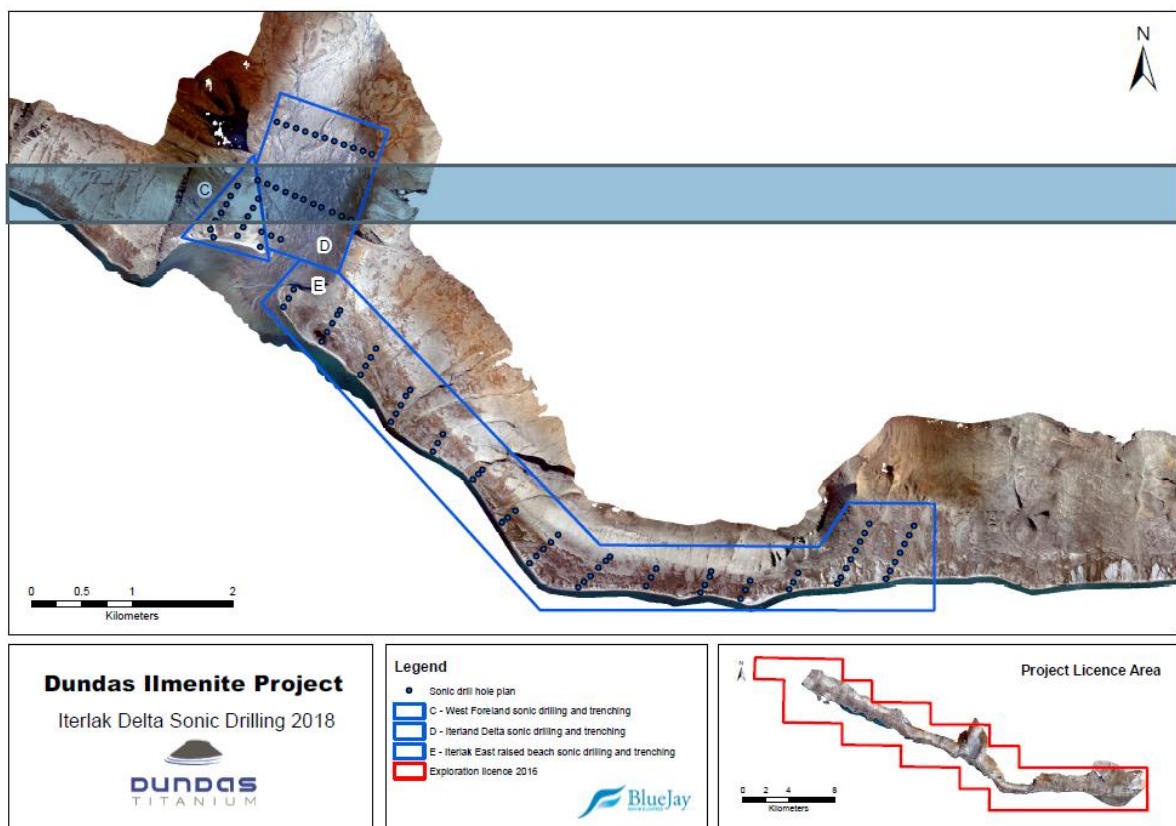 N
C
D
E
0 0.5 1 2
Kilometers
Dundas Ilmenite Project
Iterlak Delta Sonic Drilling 2018
DUNDAS
TITANIUM
Legend
Sonic drill hole plan
C - West Foreland sonic drilling and trenching
D - Iterland Delta sonic drilling and trenching
E - Iterlak East raised beach sonic drilling and trenching
Exploration licence 2016
BlueJay
Project Licence Area
N
0 2 4 8
Kilometers